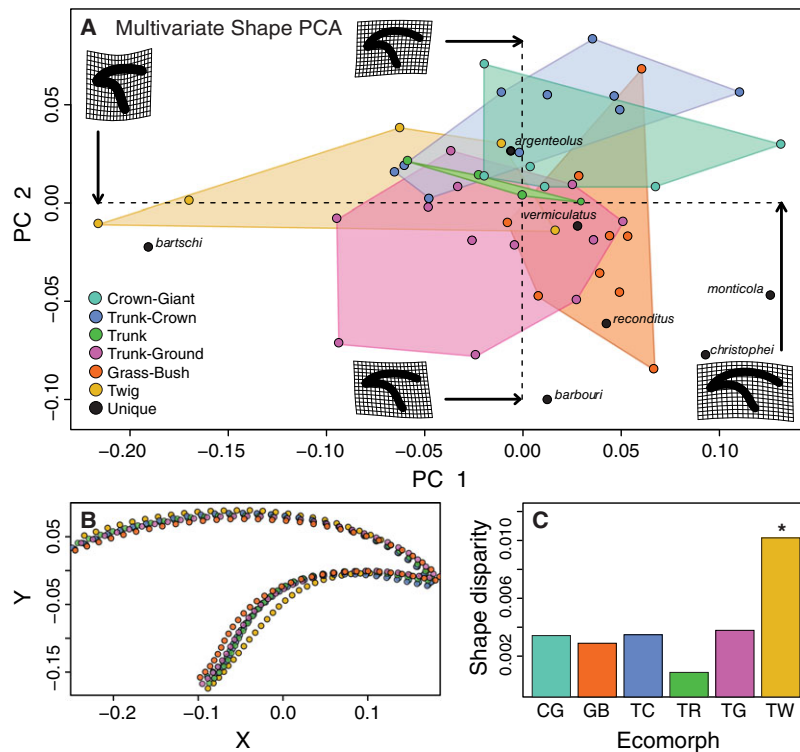 A Multivariate Shape PCA
PC 2
0.05
0.00
−0.05
−0.10
argenteolus
vermiculatus
bartschi
monticola
reconditus
christophei
barbouri
Crown-Giant
Trunk-Crown
Trunk
Trunk-Ground
Grass-Bush
Twig
Unique
−0.20 −0.15 −0.10 −0.05 0.00 0.05 0.10
PC 1
B
Y
0.05
−0.05
−0.15
−0.2 −0.1 0.0 0.1
X
C
Shape disparity
0.010
0.006
0.002
*
CG GB TC TR TG TW
Ecomorph